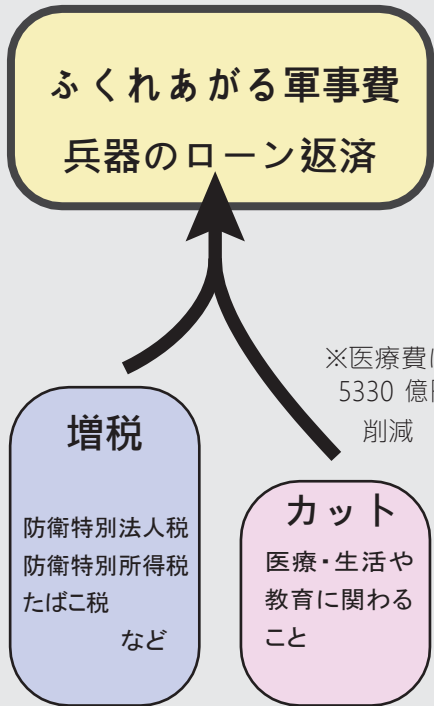 ふくれあがる軍事費
兵器のローン返済
※医療費
5330 億
削減
増税
防衛特別法人税
防衛特別所得税
たばこ税
など
カット
医療・生活や
教育に関わる
こと